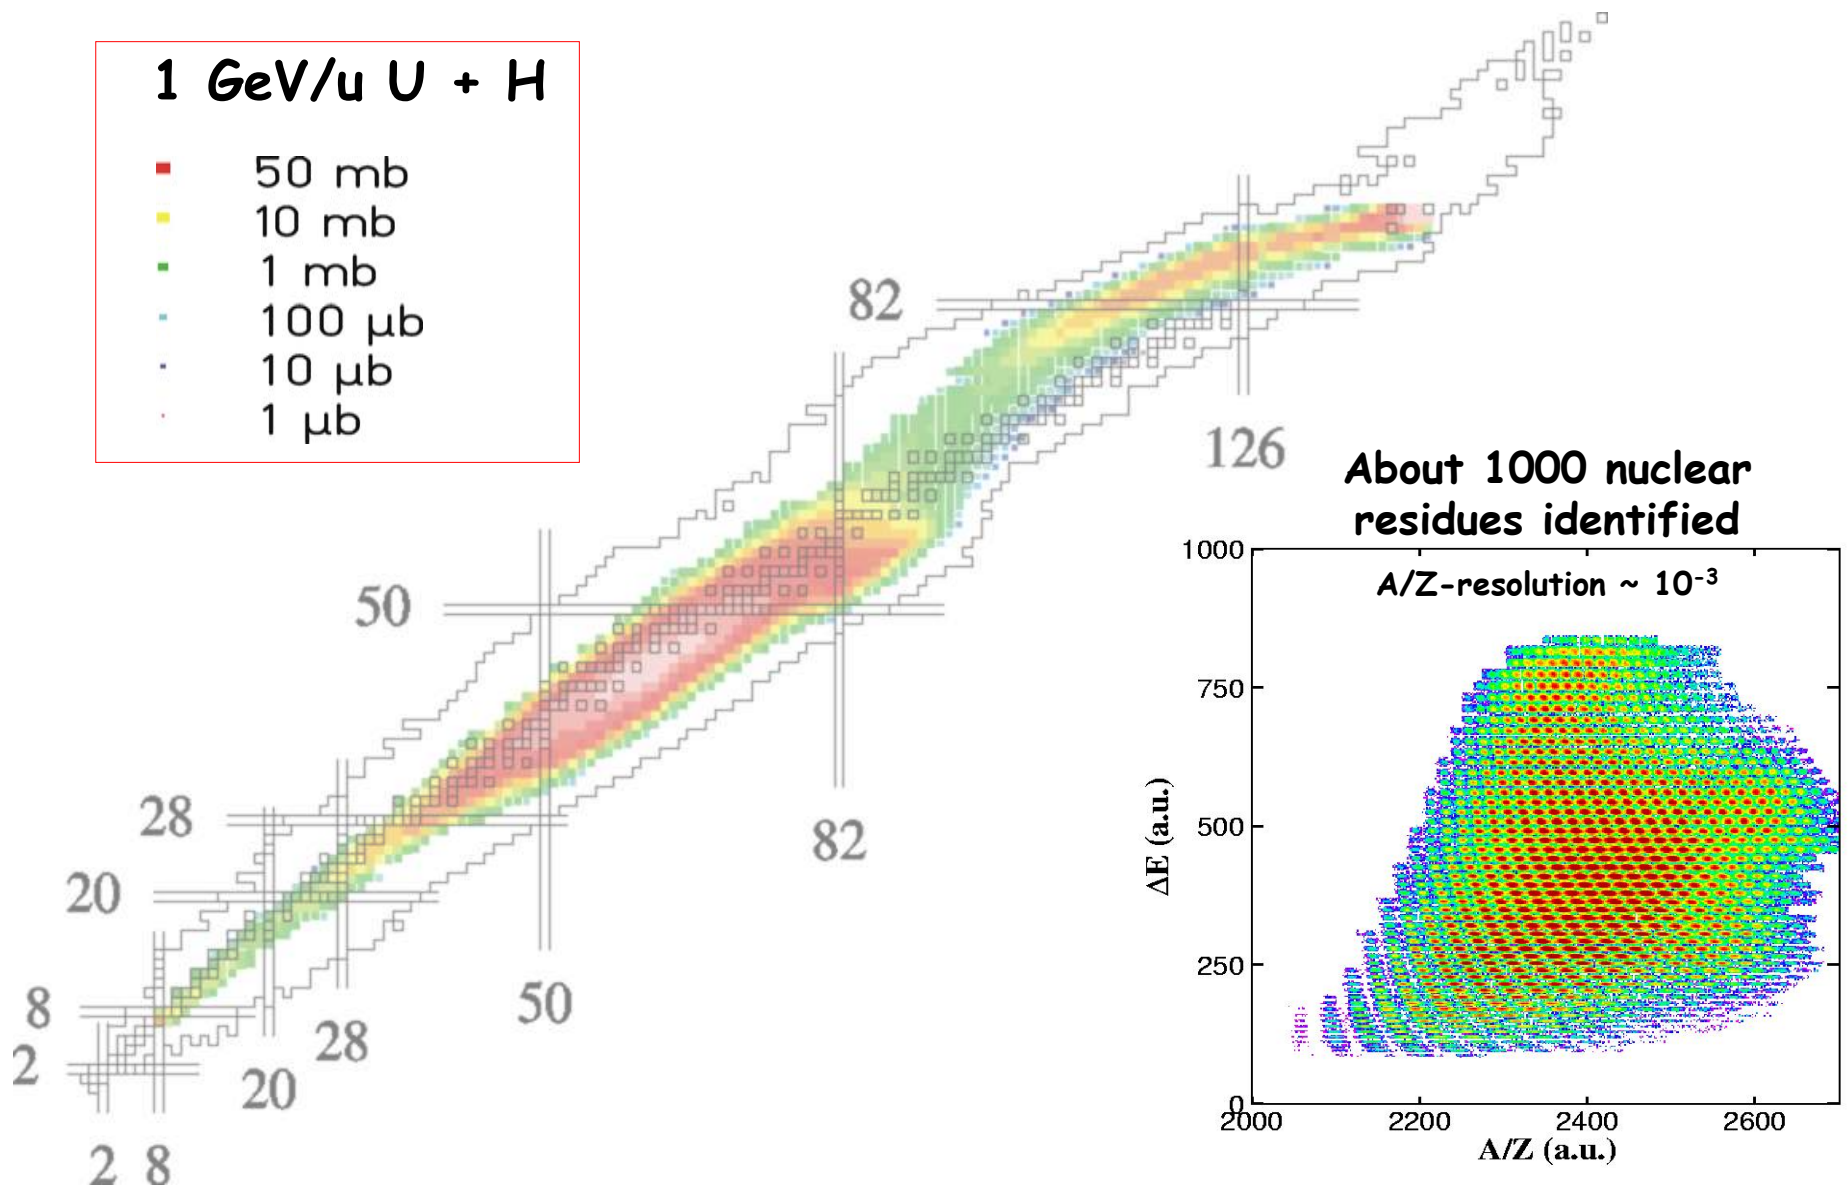 1 GeV/u U + H
50 mb
10 mb
1 mb
100 μb
10 μb
1 μb
82
126
50
82
28
50
20
28
8
20
2
2 8
About 1000 nuclear
residues identified
A/Z-resolution ~ 10⁻³
1000
750
500
250
0
ΔE (a.u.)
2000 2200 2400 2600
A/Z (a.u.)